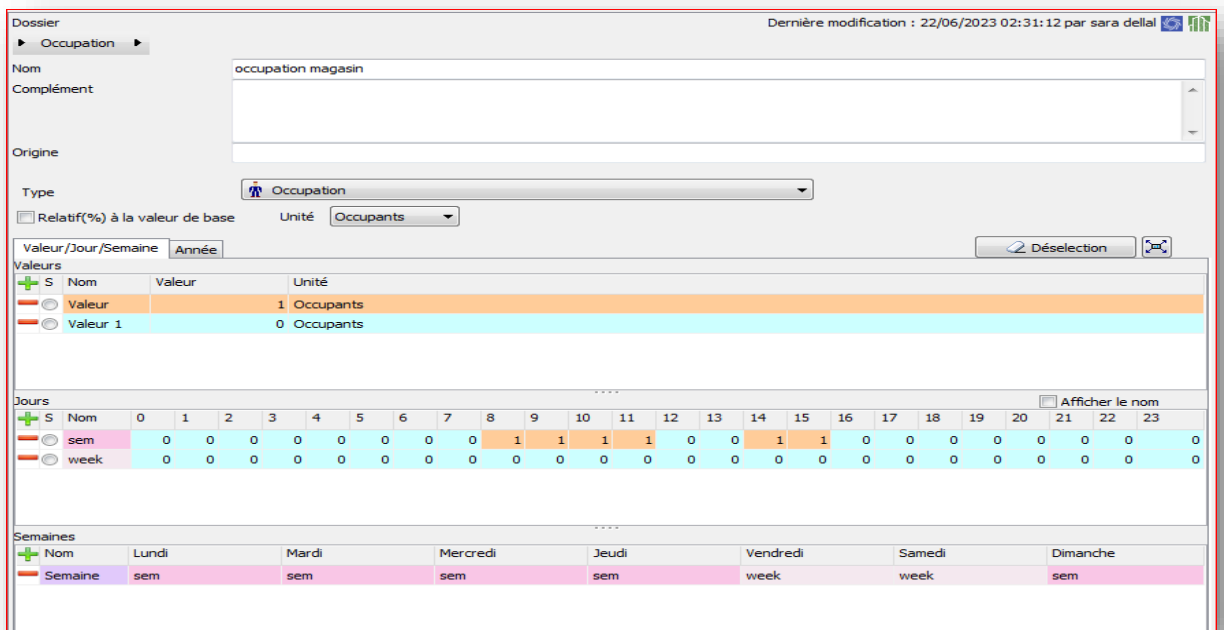 Dossier Dernière modification : 22/06/2023 02:31:12 par sara dellal
Occupation
Nom occupation magasin
Complément
Origine
Type Occupation
Relatif(%) à la valeur de base Unité Occupants
Valeur/Jour/Semaine Année Déselection
Valeurs
S Nom Valeur Unité
Valeur 1 Occupants
Valeur 1 0 Occupants
Jours Afficher le nom
S Nom 0 1 2 3 4 5 6 7 8 9 10 11 12 13 14 15 16 17 18 19 20 21 22 23
sem 0 0 0 0 0 0 0 0 1 1 1 1 0 0 1 1 0 0 0 0 0 0 0 0
week 0 0 0 0 0 0 0 0 0 0 0 0 0 0 0 0 0 0 0 0 0 0 0 0
Semaines
Nom Lundi Mardi Mercredi Jeudi Vendredi Samedi Dimanche
Semaine sem sem sem sem week week sem